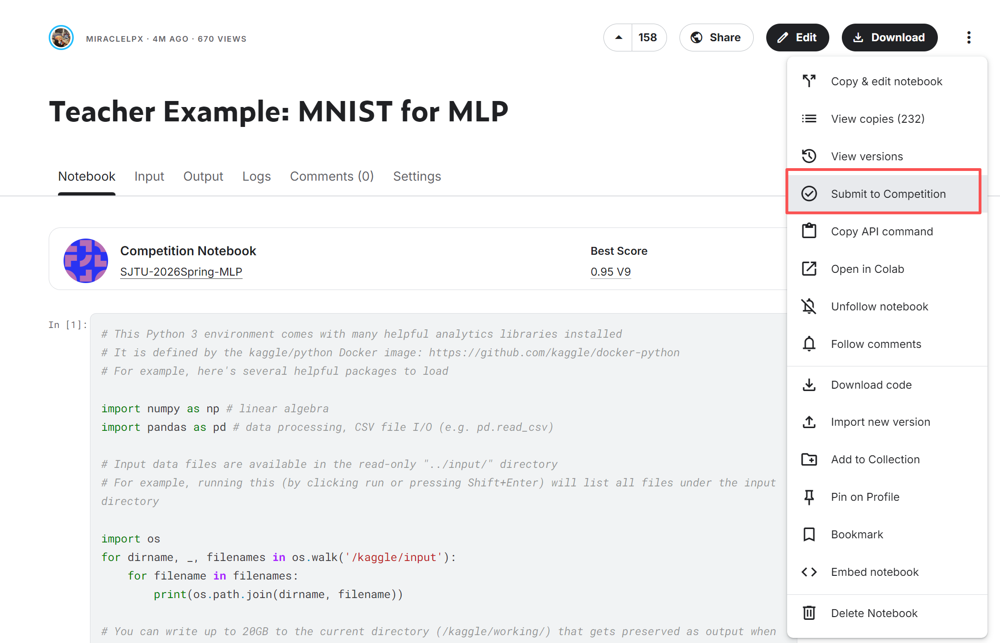 MIRACLELPX · 4M AGO · 670 VIEWS
158
Share
Edit
Download
Teacher Example: MNIST for MLP
Notebook
Input
Output
Logs
Comments (0)
Settings
Competition Notebook
SJTU-2026Spring-MLP
Best Score
0.95 V9
In [1]:
# This Python 3 environment comes with many helpful analytics libraries installed
# It is defined by the kaggle/python Docker image: https://github.com/kaggle/docker-python
# For example, here's several helpful packages to load
import numpy as np # linear algebra
import pandas as pd # data processing, CSV file I/O (e.g. pd.read_csv)
# Input data files are available in the read-only "../input/" directory
# For example, running this (by clicking run or pressing Shift+Enter) will list all files under the input
directory
import os
for dirname, _, filenames in os.walk('/kaggle/input'):
    for filename in filenames:
        print(os.path.join(dirname, filename))
# You can write up to 20GB to the current directory (/kaggle/working/) that gets preserved as output when
Copy & edit notebook
View copies (232)
View versions
Submit to Competition
Copy API command
Open in Colab
Unfollow notebook
Follow comments
Download code
Import new version
Add to Collection
Pin on Profile
Bookmark
Embed notebook
Delete Notebook